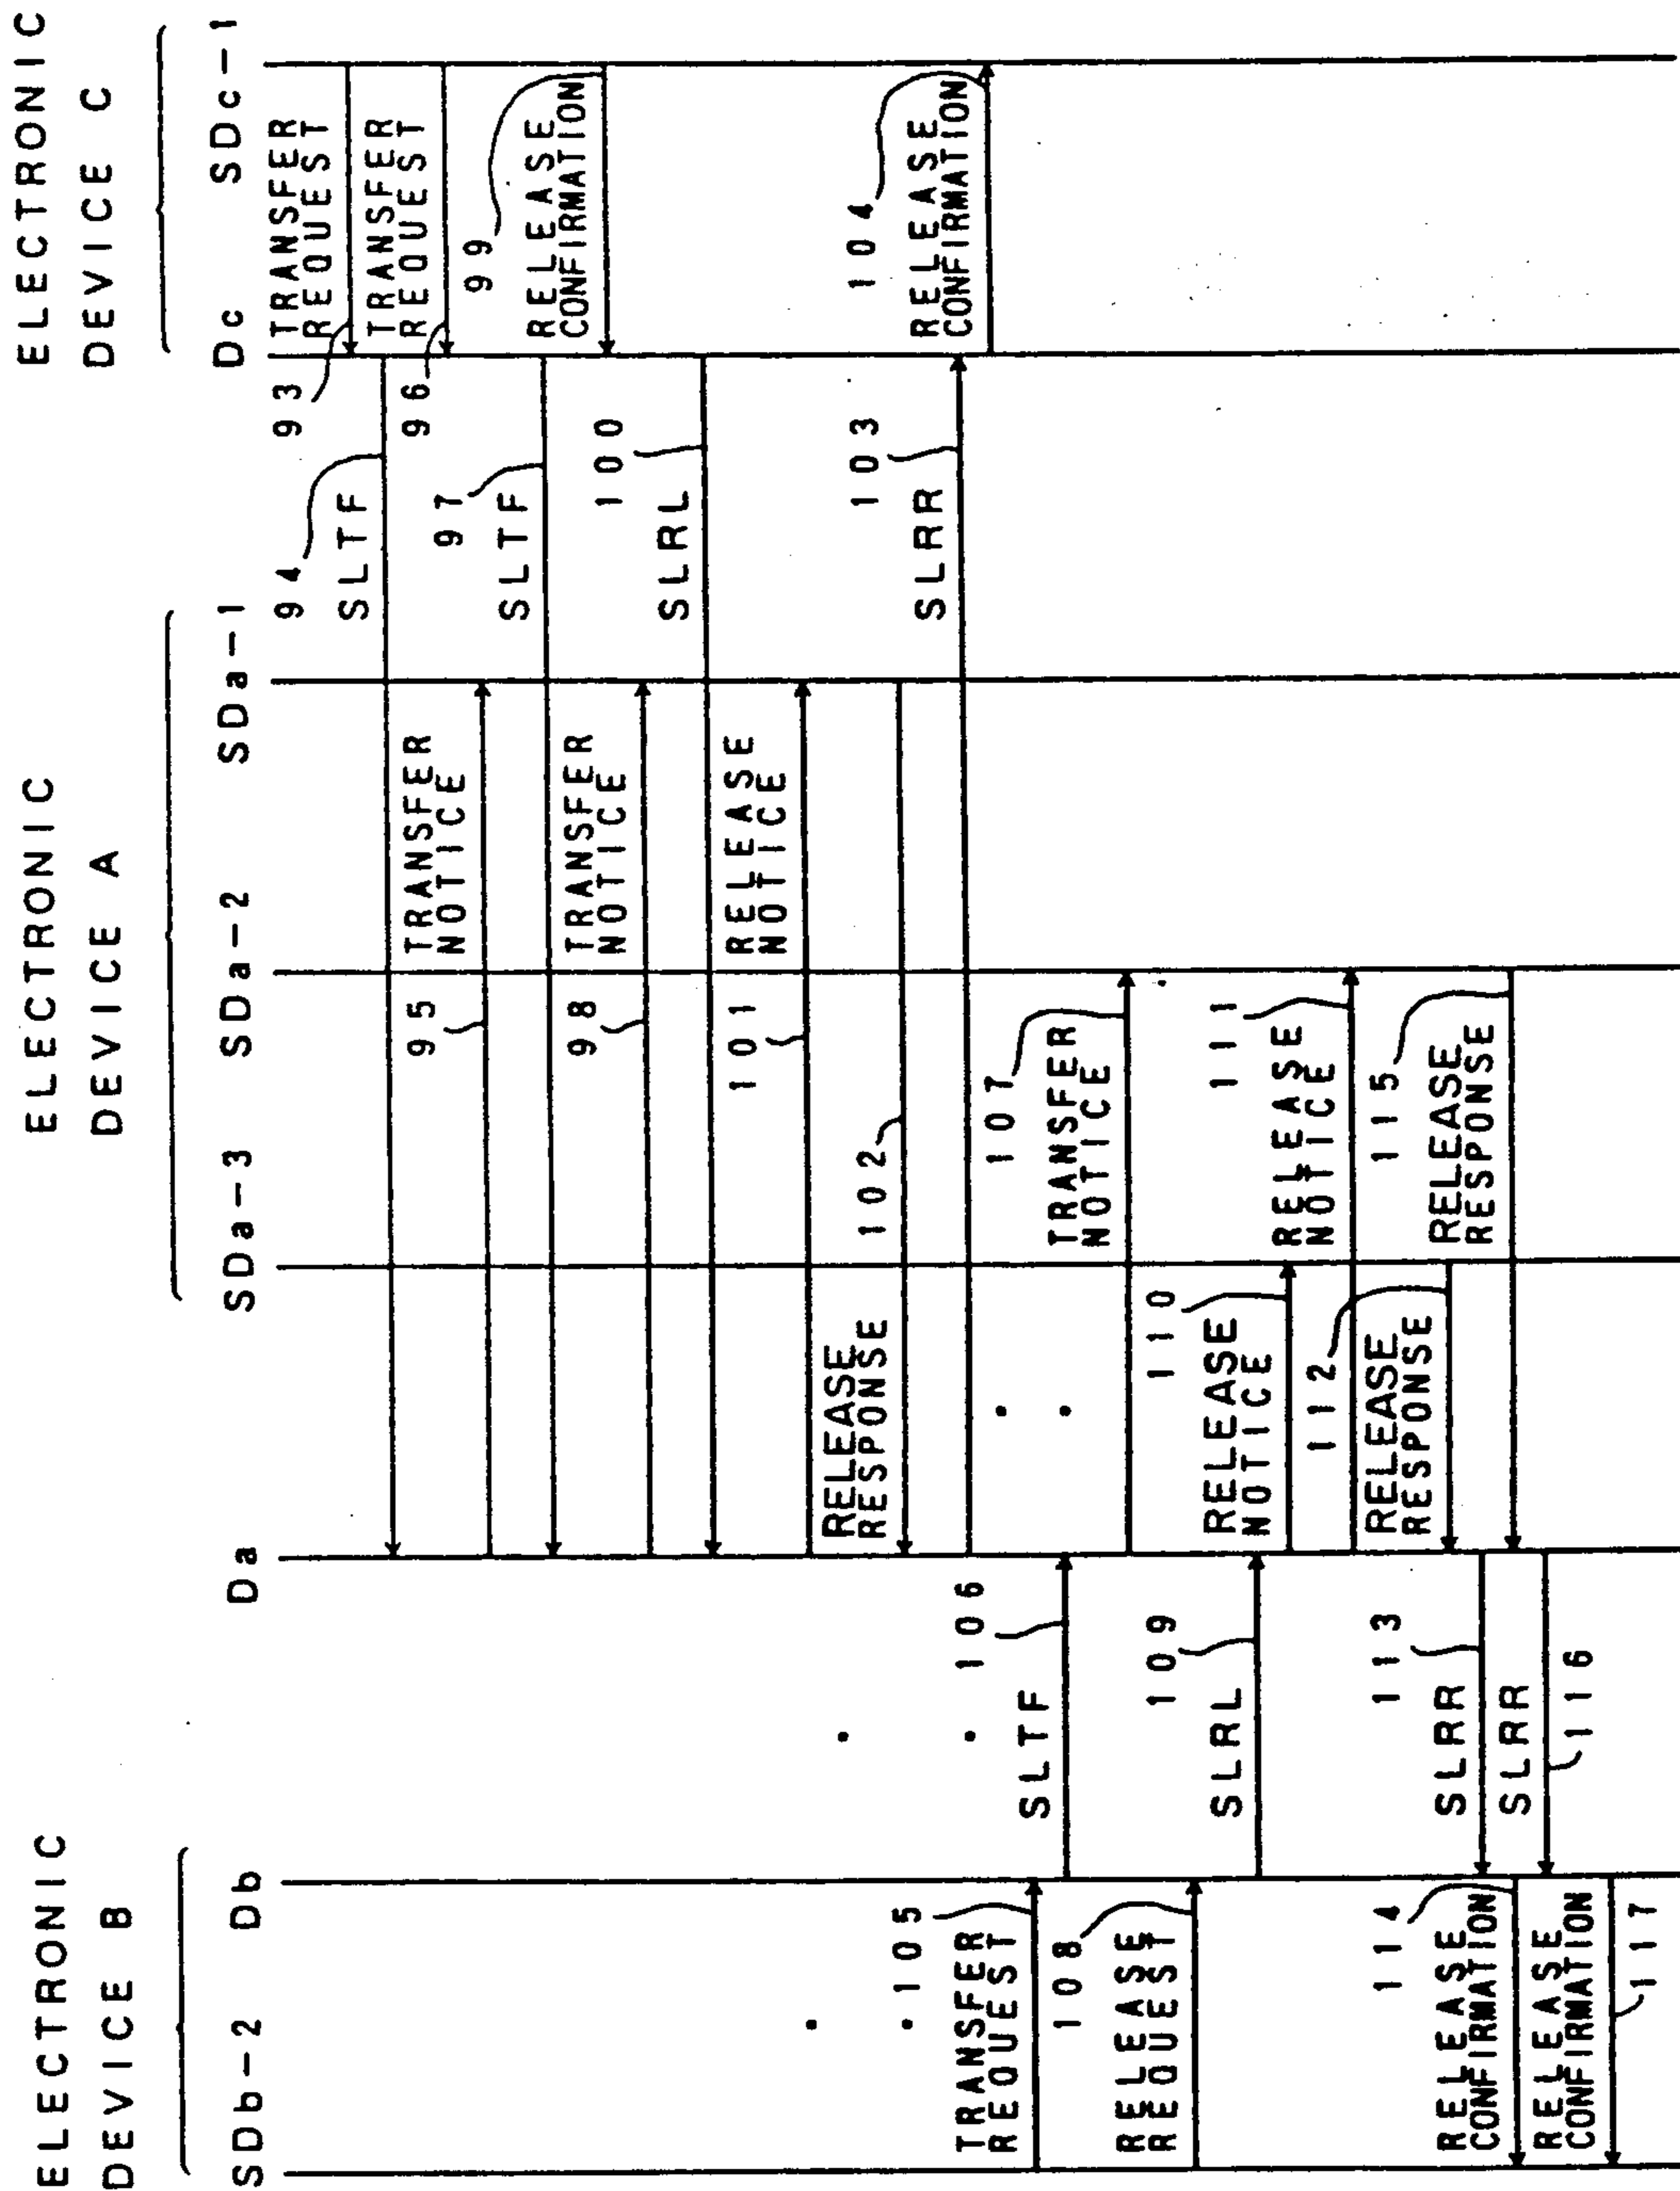 ELECTRONIC
DEVICE B
SDb-2
Db
ELECTRONIC
DEVICE A
Da
SDa-3
SDa-2
SDa-1
ELECTRONIC
DEVICE C
Dc
SDc-1
93
TRANSFER
REQUEST
94
SLTF
95
TRANSFER
NOTICE
96
TRANSFER
REQUEST
97
SLTF
98
TRANSFER
NOTICE
99
RELEASE
CONFIRMATION
100
SLRL
101
RELEASE
NOTICE
RELEASE
RESPONSE
102
103
SLRR
104
RELEASE
CONFIRMATION
105
TRANSFER
REQUEST
106
SLTF
107
TRANSFER
NOTICE
108
RELEASE
REQUEST
109
SLRL
110
RELEASE
NOTICE
111
RELEASE
NOTICE
112
RELEASE
RESPONSE
113
SLRR
114
RELEASE
CONFIRMATION
115
RELEASE
RESPONSE
SLRR
116
RELEASE
CONFIRMATION
117